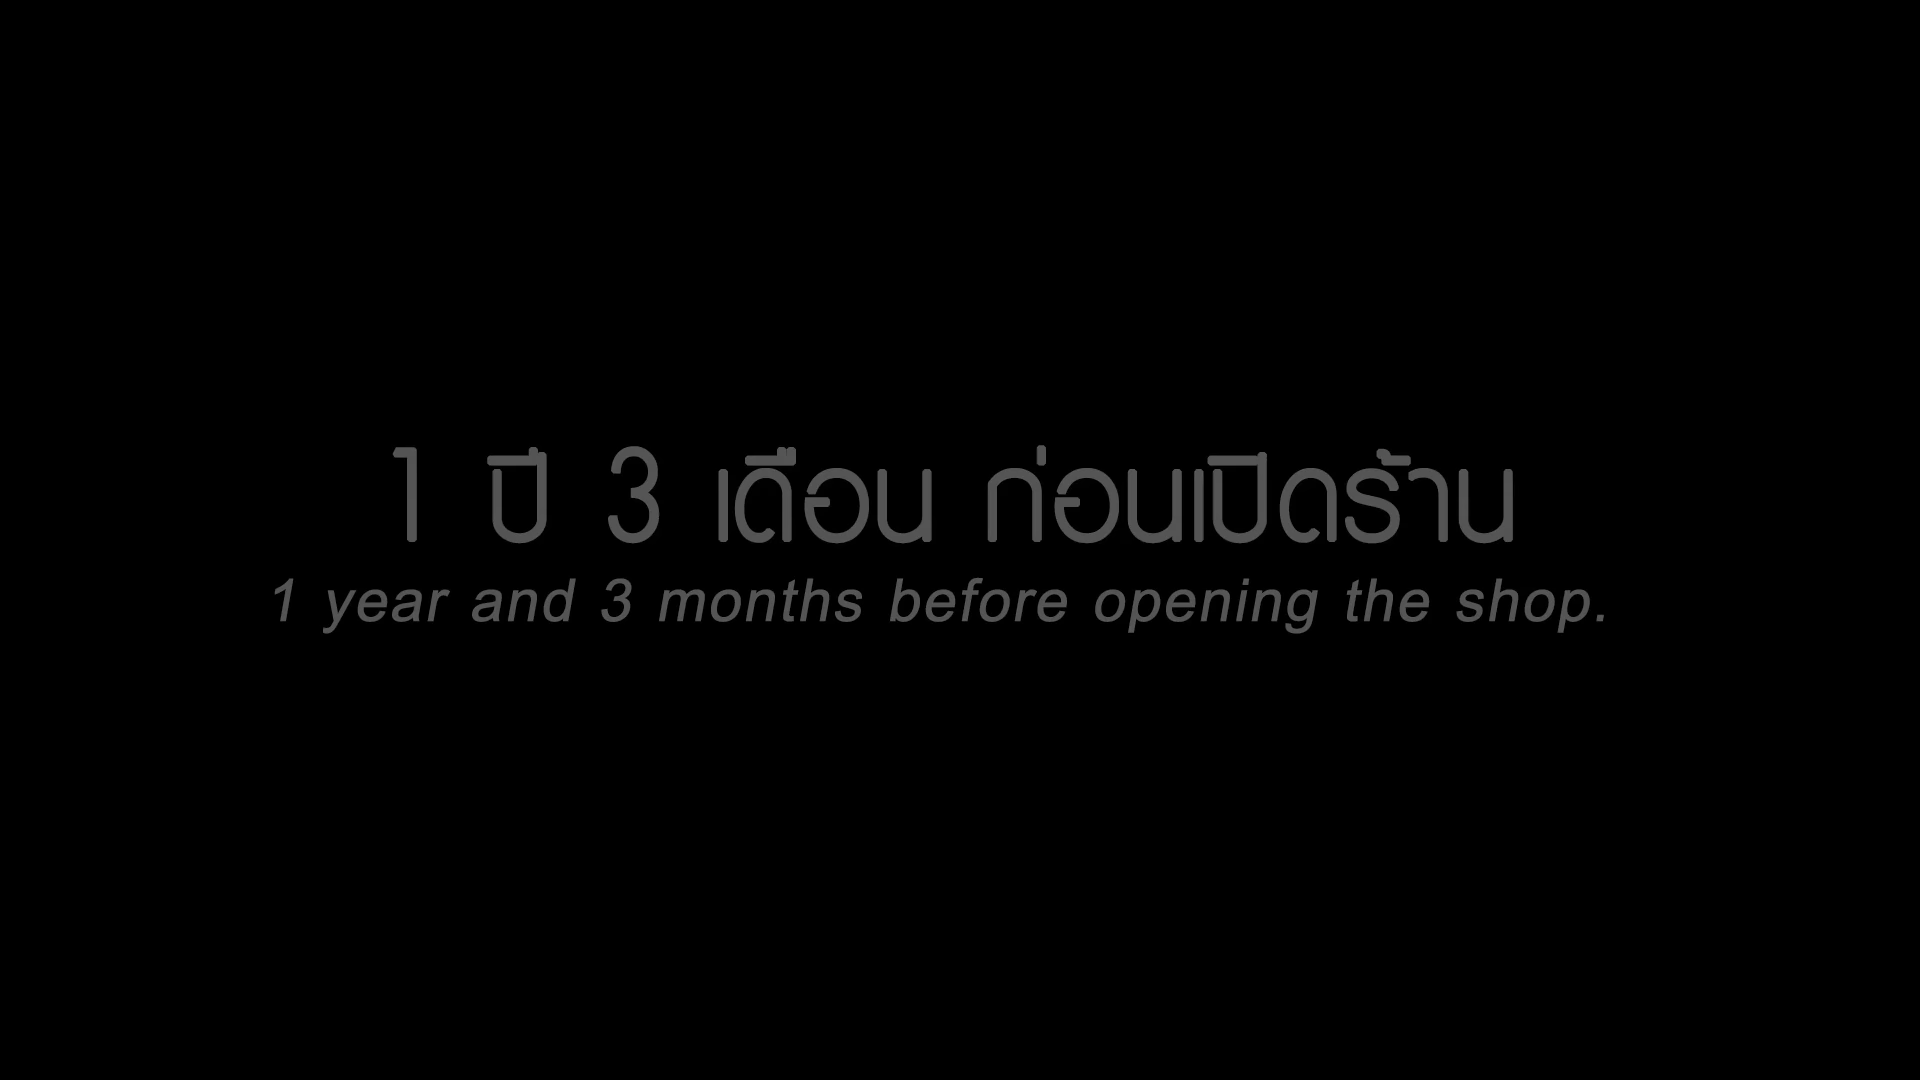 1 ปี 3 เดือน ก่อนเปิดร้าน
1 year and 3 months before opening the shop.